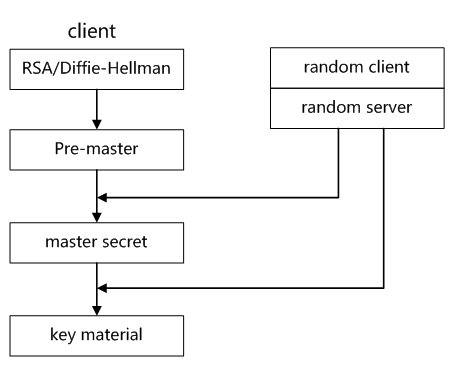 client
RSA/Diffie-Hellman
random client
random server
Pre-master
master secret
key material